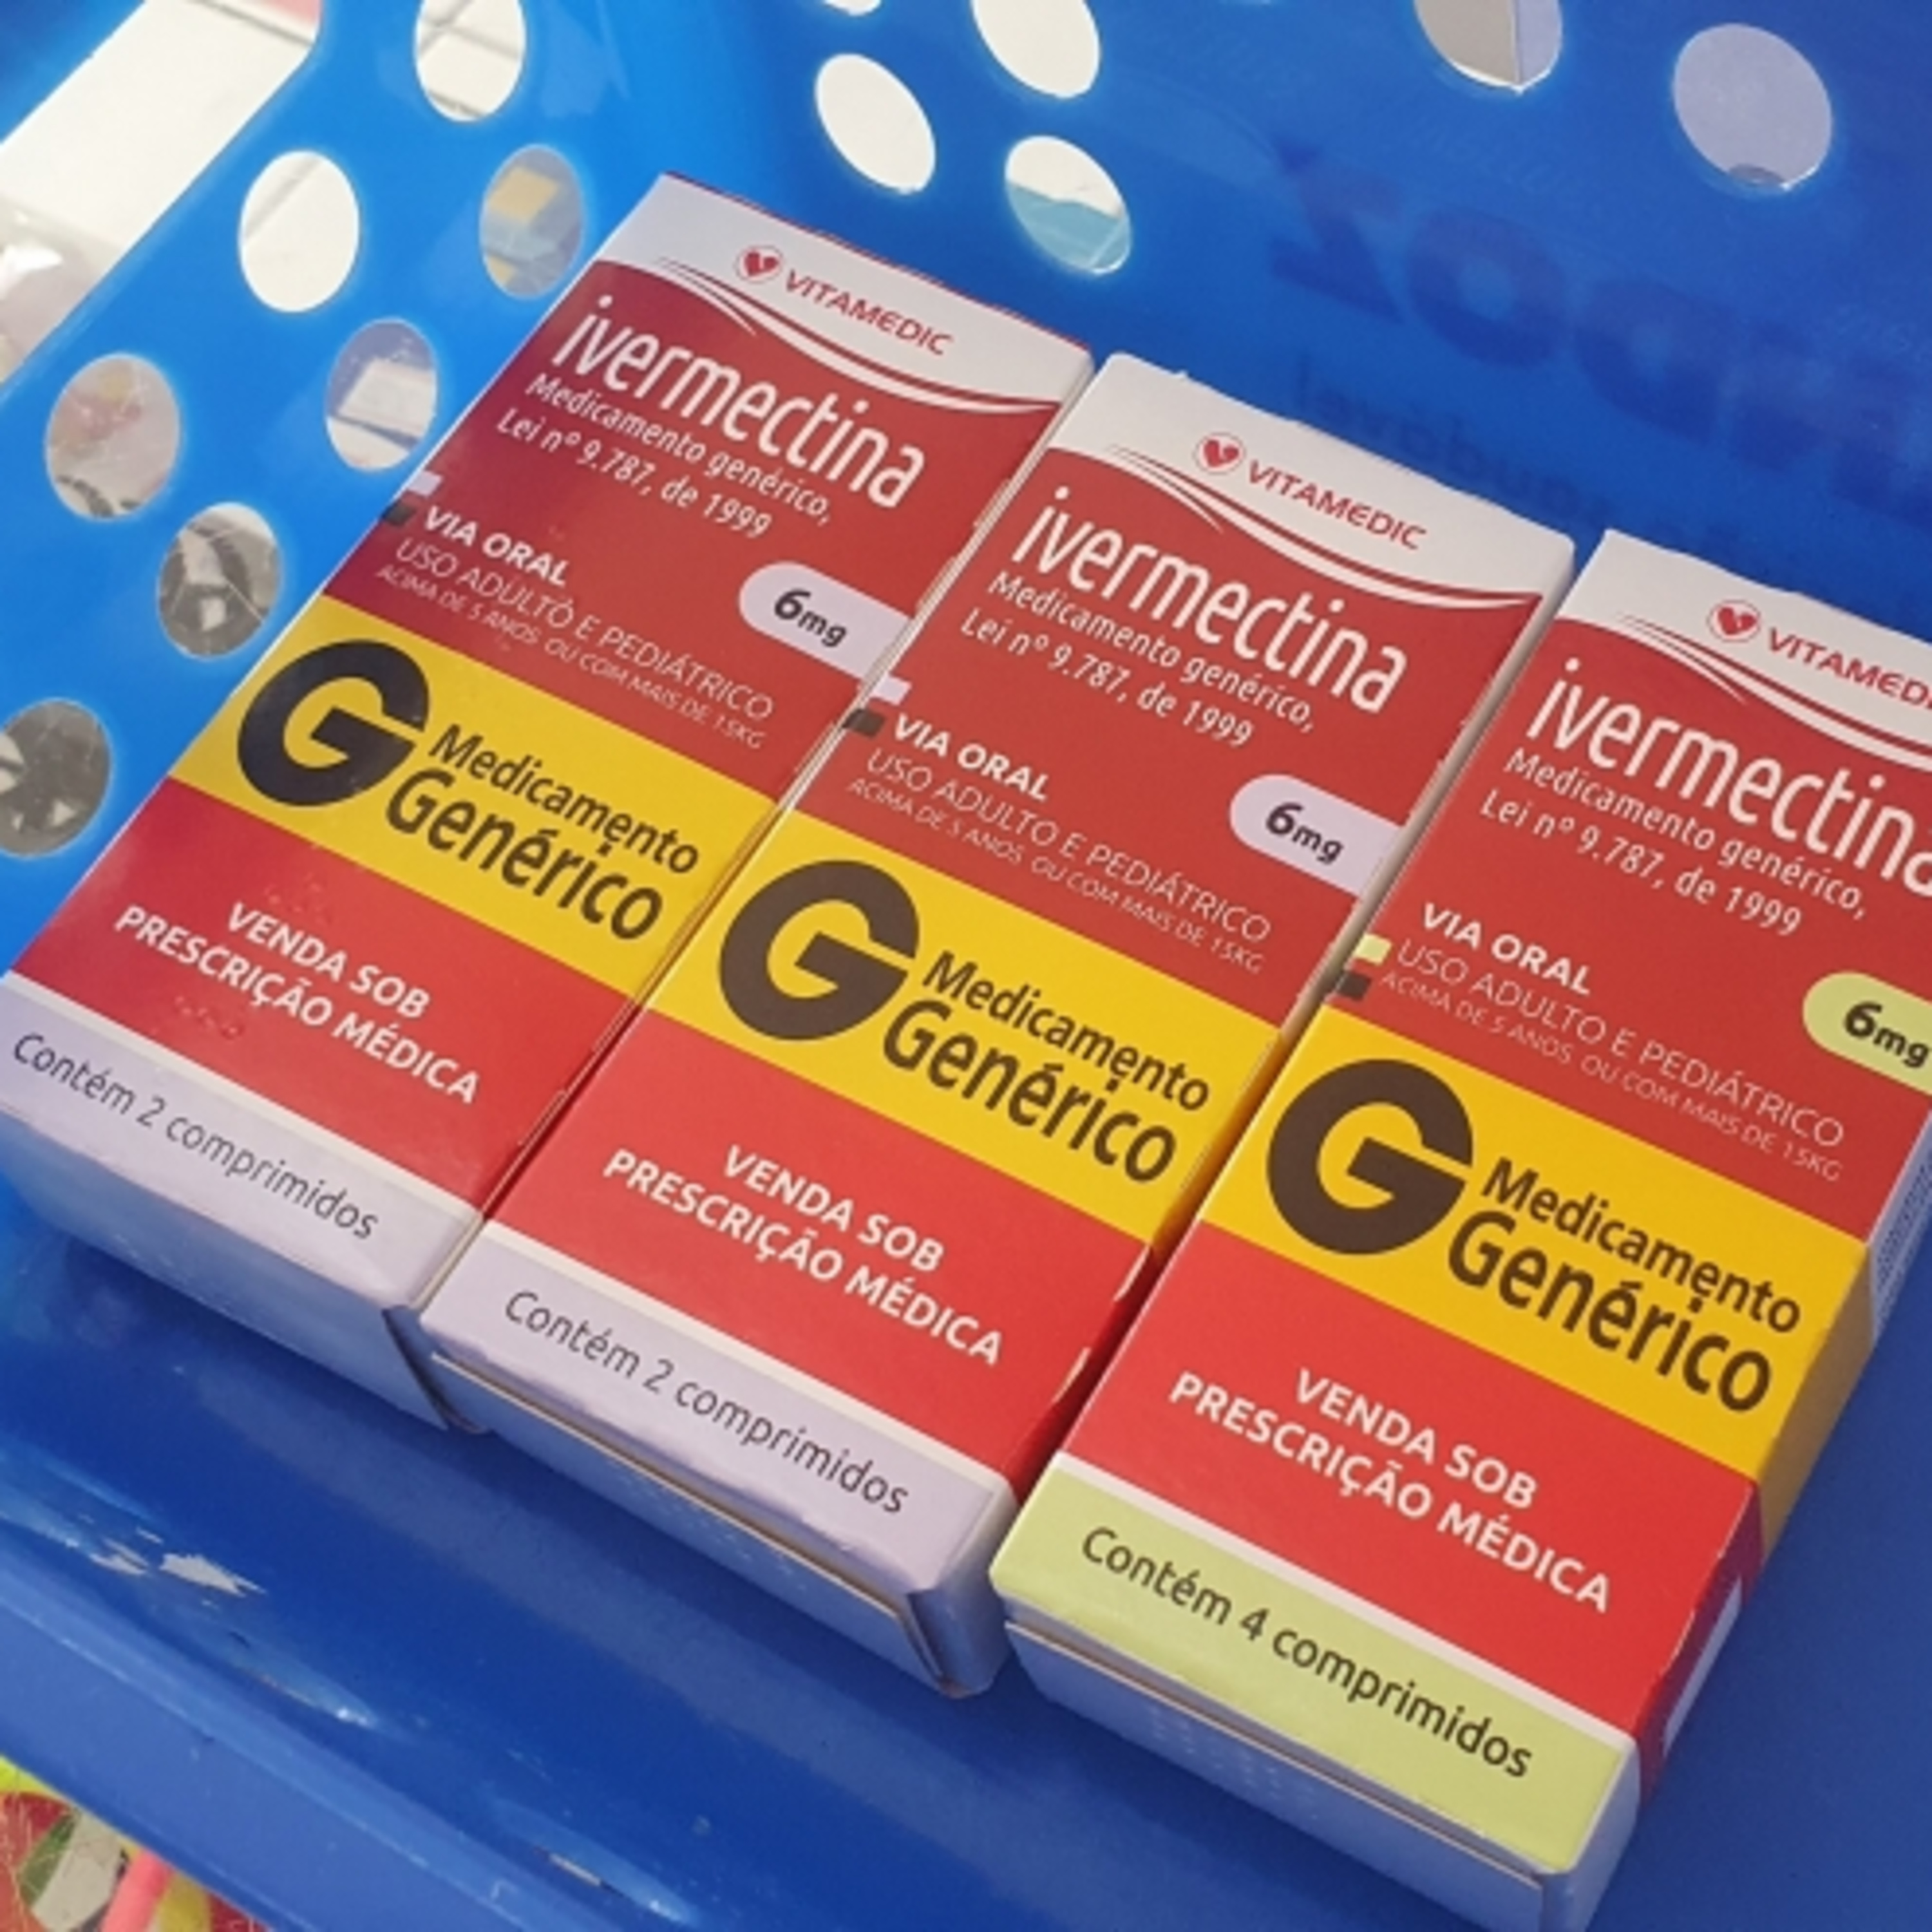 VITAMEDIC
ivermectina
Medicamento genérico,
Lei nº 9.787, de 1999
VIA ORAL
USO ADULTO E PEDIÁTRICO
ACIMA DE 5 ANOS OU COM MAIS DE 15KG
6mg
G Medicamento
Genérico
VENDA SOB
PRESCRIÇÃO MÉDICA
Contém 2 comprimidos
VITAMEDIC
ivermectina
Medicamento genérico,
Lei nº 9.787, de 1999
VIA ORAL
USO ADULTO E PEDIÁTRICO
ACIMA DE 5 ANOS OU COM MAIS DE 15KG
6mg
G Medicamento
Genérico
VENDA SOB
PRESCRIÇÃO MÉDICA
Contém 2 comprimidos
VITAMED
ivermectina
Medicamento genérico,
Lei nº 9.787, de 1999
VIA ORAL
USO ADULTO E PEDIÁTRICO
ACIMA DE 5 ANOS OU COM MAIS DE 15KG
6mg
G Medicamento
Genérico
VENDA SOB
PRESCRIÇÃO MÉDICA
Contém 4 comprimidos